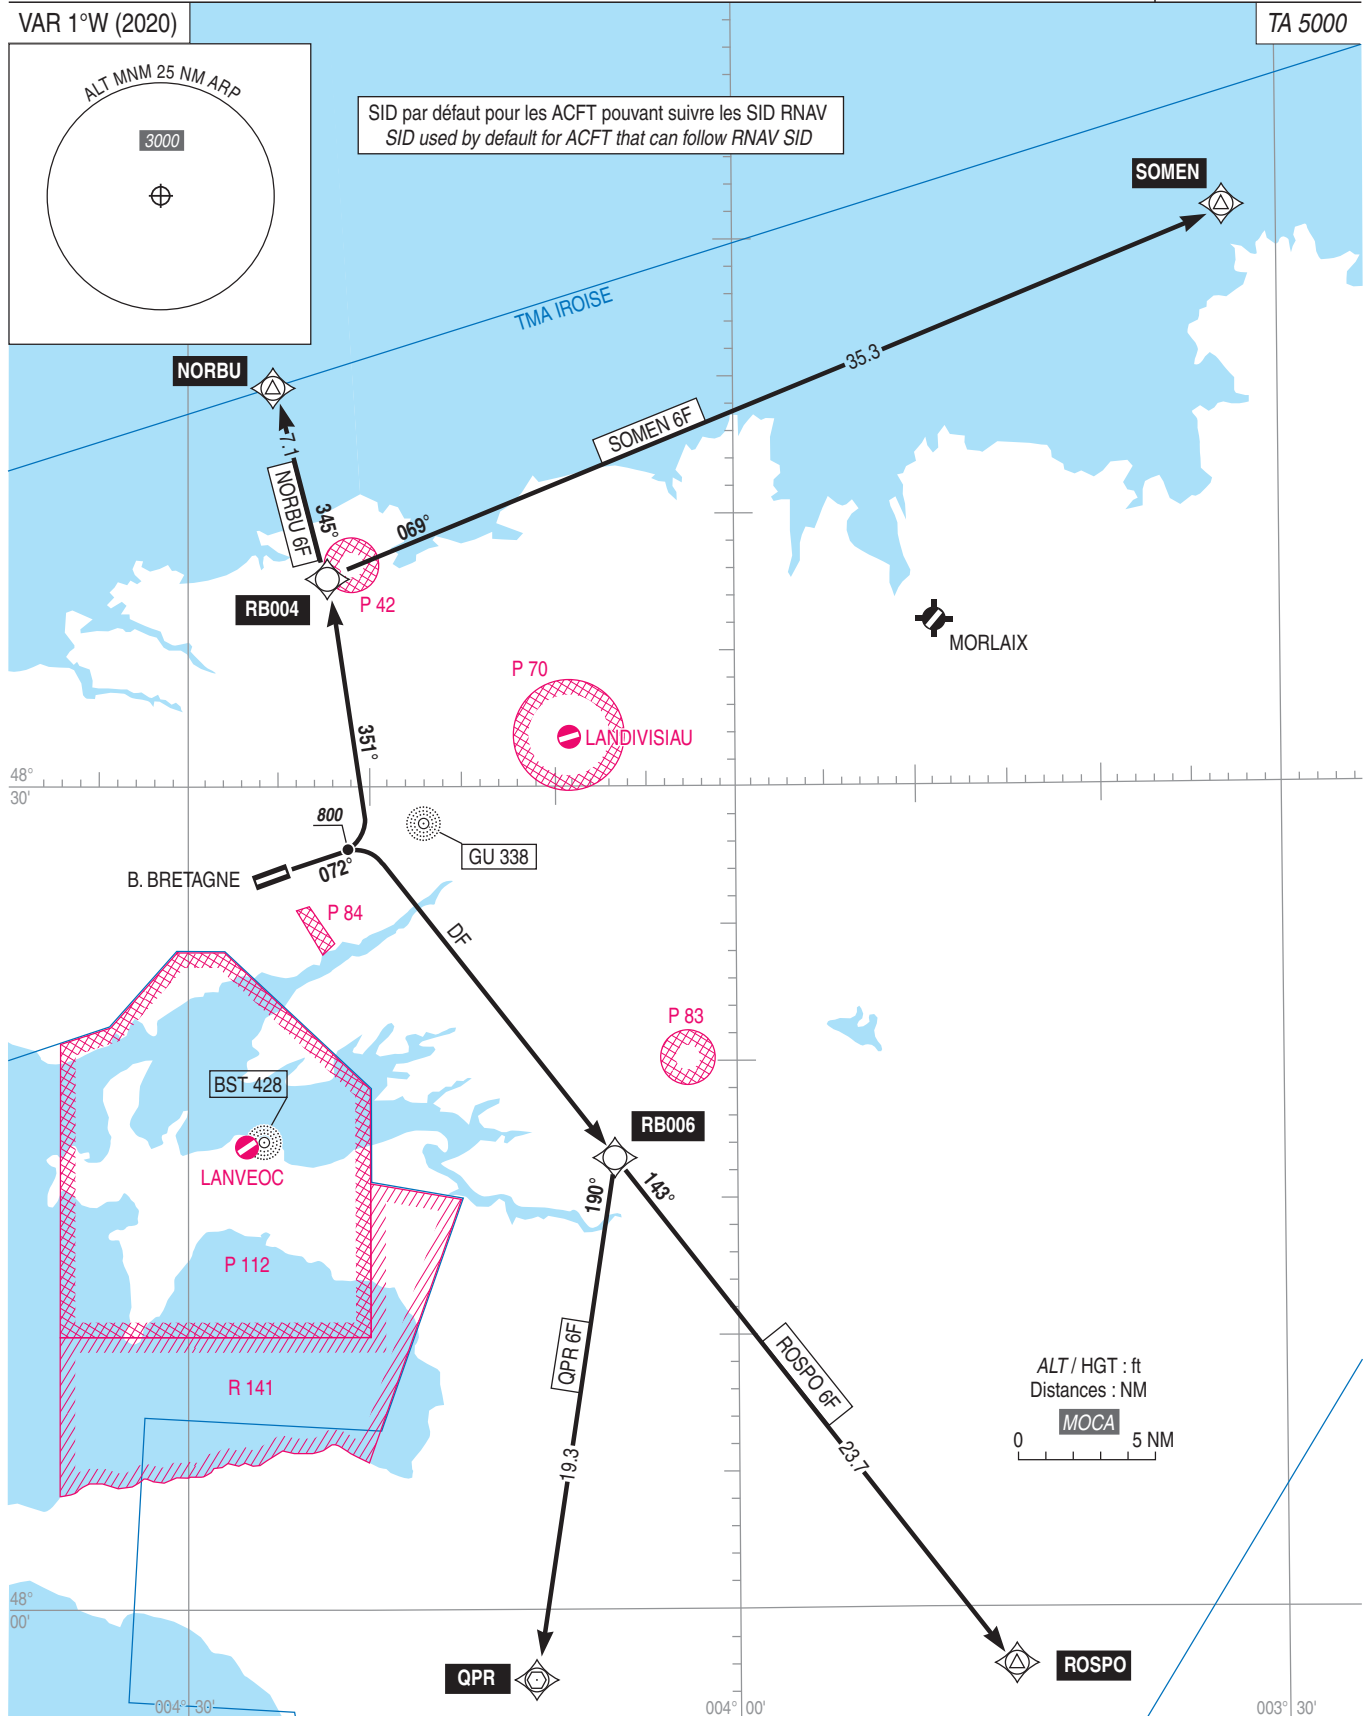 VAR 1°W (2020)
TA 5000
ALT MNM 25 NM ARP
3000
SID par défaut pour les ACFT pouvant suivre les SID RNAV
SID used by default for ACFT that can follow RNAV SID
SOMEN
TMA IROISE
NORBU
35.3
7.1
SOMEN 6F
NORBU 6F
345°
069°
RB004
P 42
MORLAIX
P 70
LANDIVISIAU
351°
48°
30'
800
GU 338
B. BRETAGNE
072°
P 84
DF
P 83
BST 428
RB006
LANVEOC
190°
143°
P 112
QPR 6F
ROSPO 6F
R 141
ALT / HGT : ft
Distances : NM
MOCA
0
5 NM
19.3
23.7
48°
00'
QPR
ROSPO
004° 30'
004° 00'
003° 30'